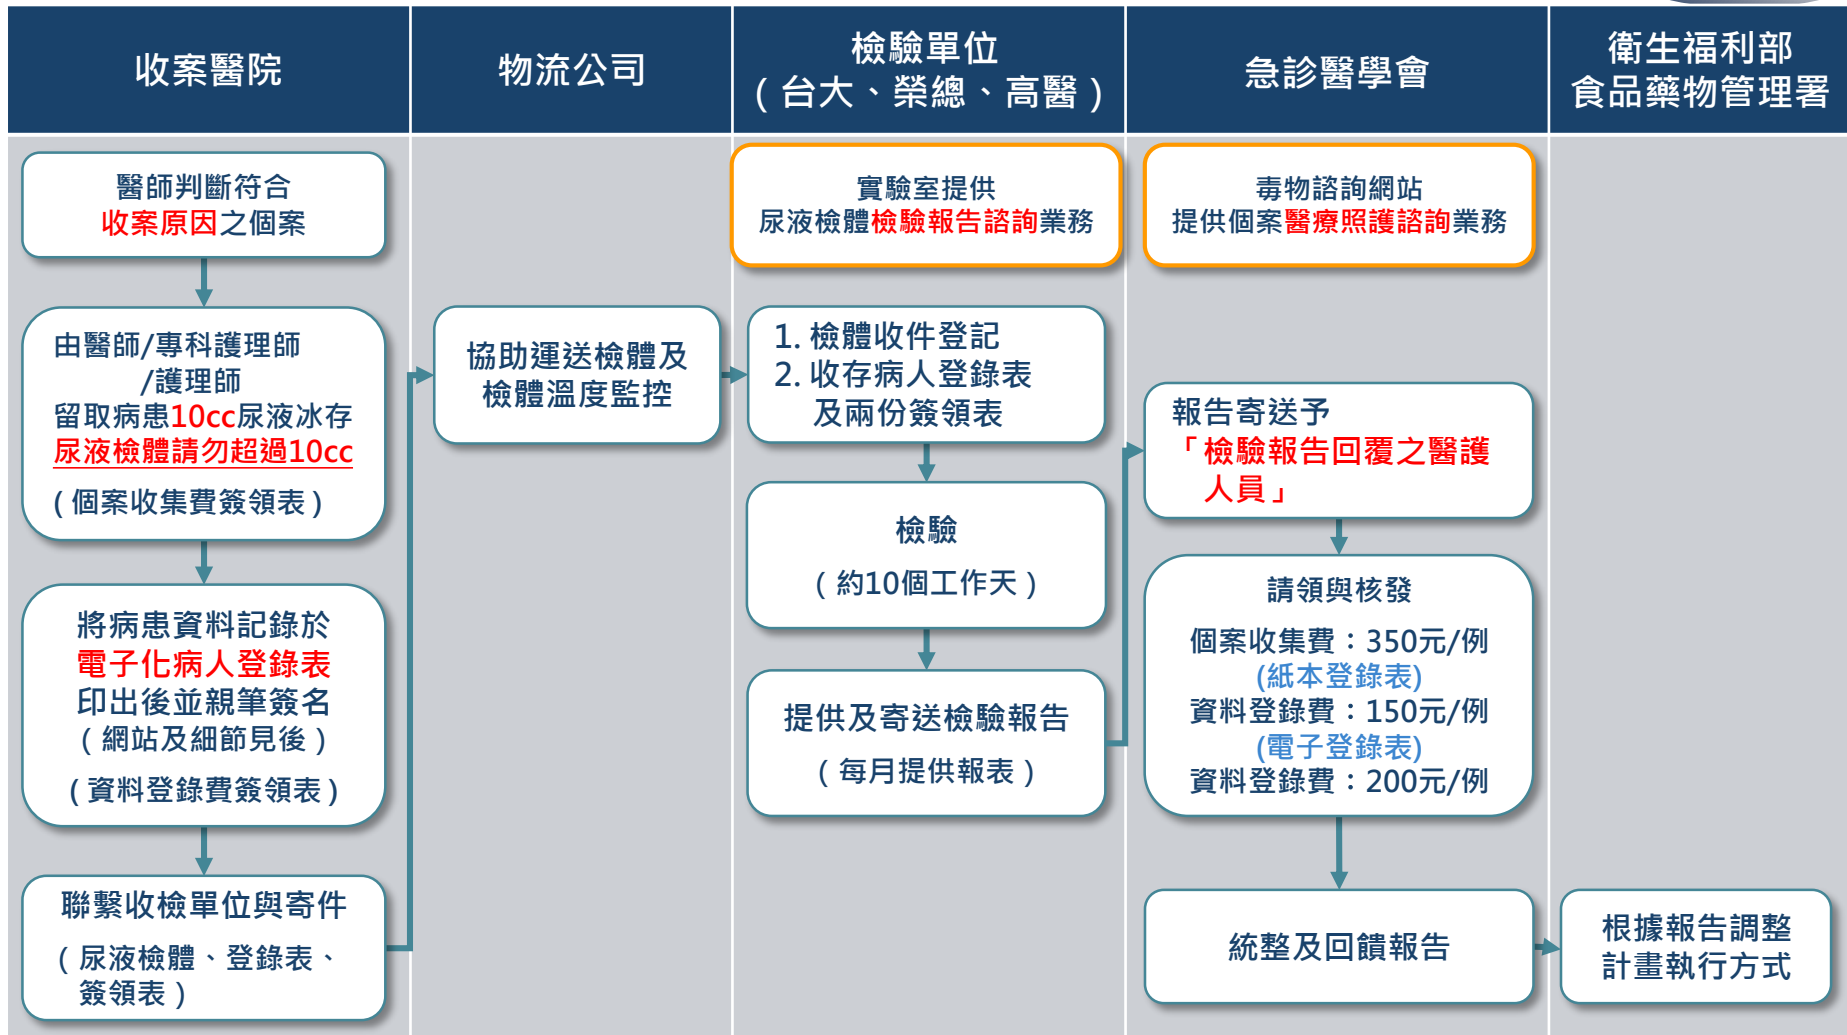 收案醫院
物流公司
檢驗單位
（台大、榮總、高醫）
急診醫學會
衛生福利部
食品藥物管理署
醫師判斷符合
收案原因之個案
由醫師/專科護理師
/護理師
留取病患10cc尿液冰存
尿液檢體請勿超過10cc
（個案收集費簽領表）
將病患資料記錄於
電子化病人登錄表
印出後並親筆簽名
（網站及細節見後）
（資料登錄費簽領表）
聯繫收檢單位與寄件
（尿液檢體、登錄表、
簽領表）
協助運送檢體及
檢體溫度監控
實驗室提供
尿液檢體檢驗報告諮詢業務
1. 檢體收件登記
2. 收存病人登錄表
及兩份簽領表
檢驗
（約10個工作天）
提供及寄送檢驗報告
（每月提供報表）
毒物諮詢網站
提供個案醫療照護諮詢業務
報告寄送予
「檢驗報告回覆之醫護
人員」
請領與核發
個案收集費：350元/例
(紙本登錄表)
資料登錄費：150元/例
(電子登錄表)
資料登錄費：200元/例
統整及回饋報告
根據報告調整
計畫執行方式